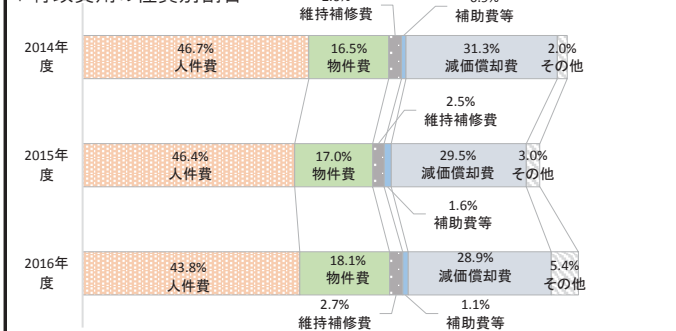 維持補修費
補助費等
2014年度
46.7%
人件費
16.5%
物件費
31.3%
減価償却費
2.0%
その他
2.5%
維持補修費
2015年度
46.4%
人件費
17.0%
物件費
29.5%
減価償却費
3.0%
その他
1.6%
補助費等
2016年度
43.8%
人件費
18.1%
物件費
28.9%
減価償却費
5.4%
その他
2.7%
維持補修費
1.1%
補助費等